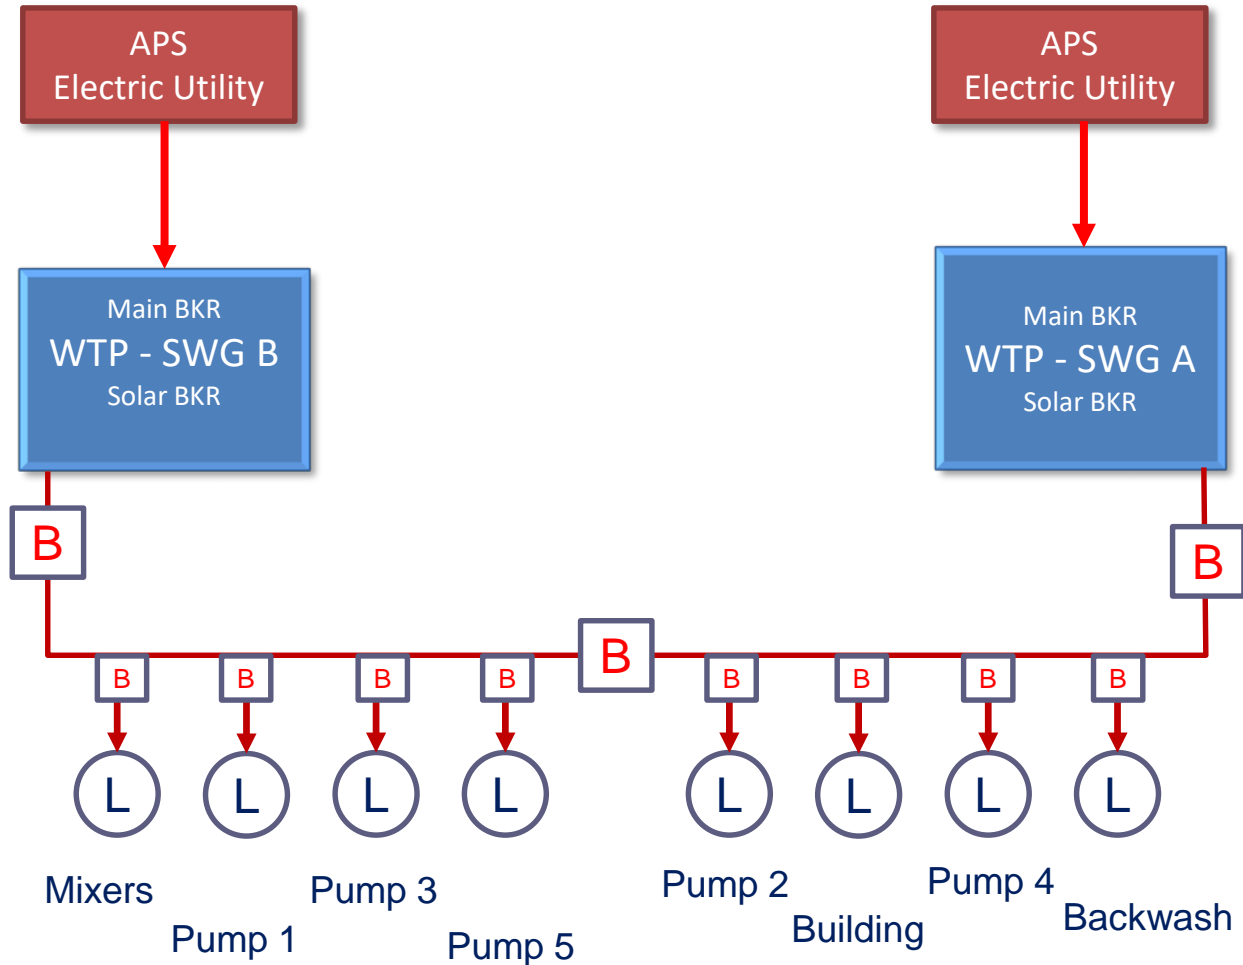 APS
Electric Utility
APS
Electric Utility
Main BKR
WTP - SWG B
Solar BKR
Main BKR
WTP - SWG A
Solar BKR
B
B
B
B
B
B
B
B
B
B
B
L
L
L
L
L
L
L
L
Mixers
Pump 1
Pump 3
Pump 5
Pump 2
Building
Pump 4
Backwash